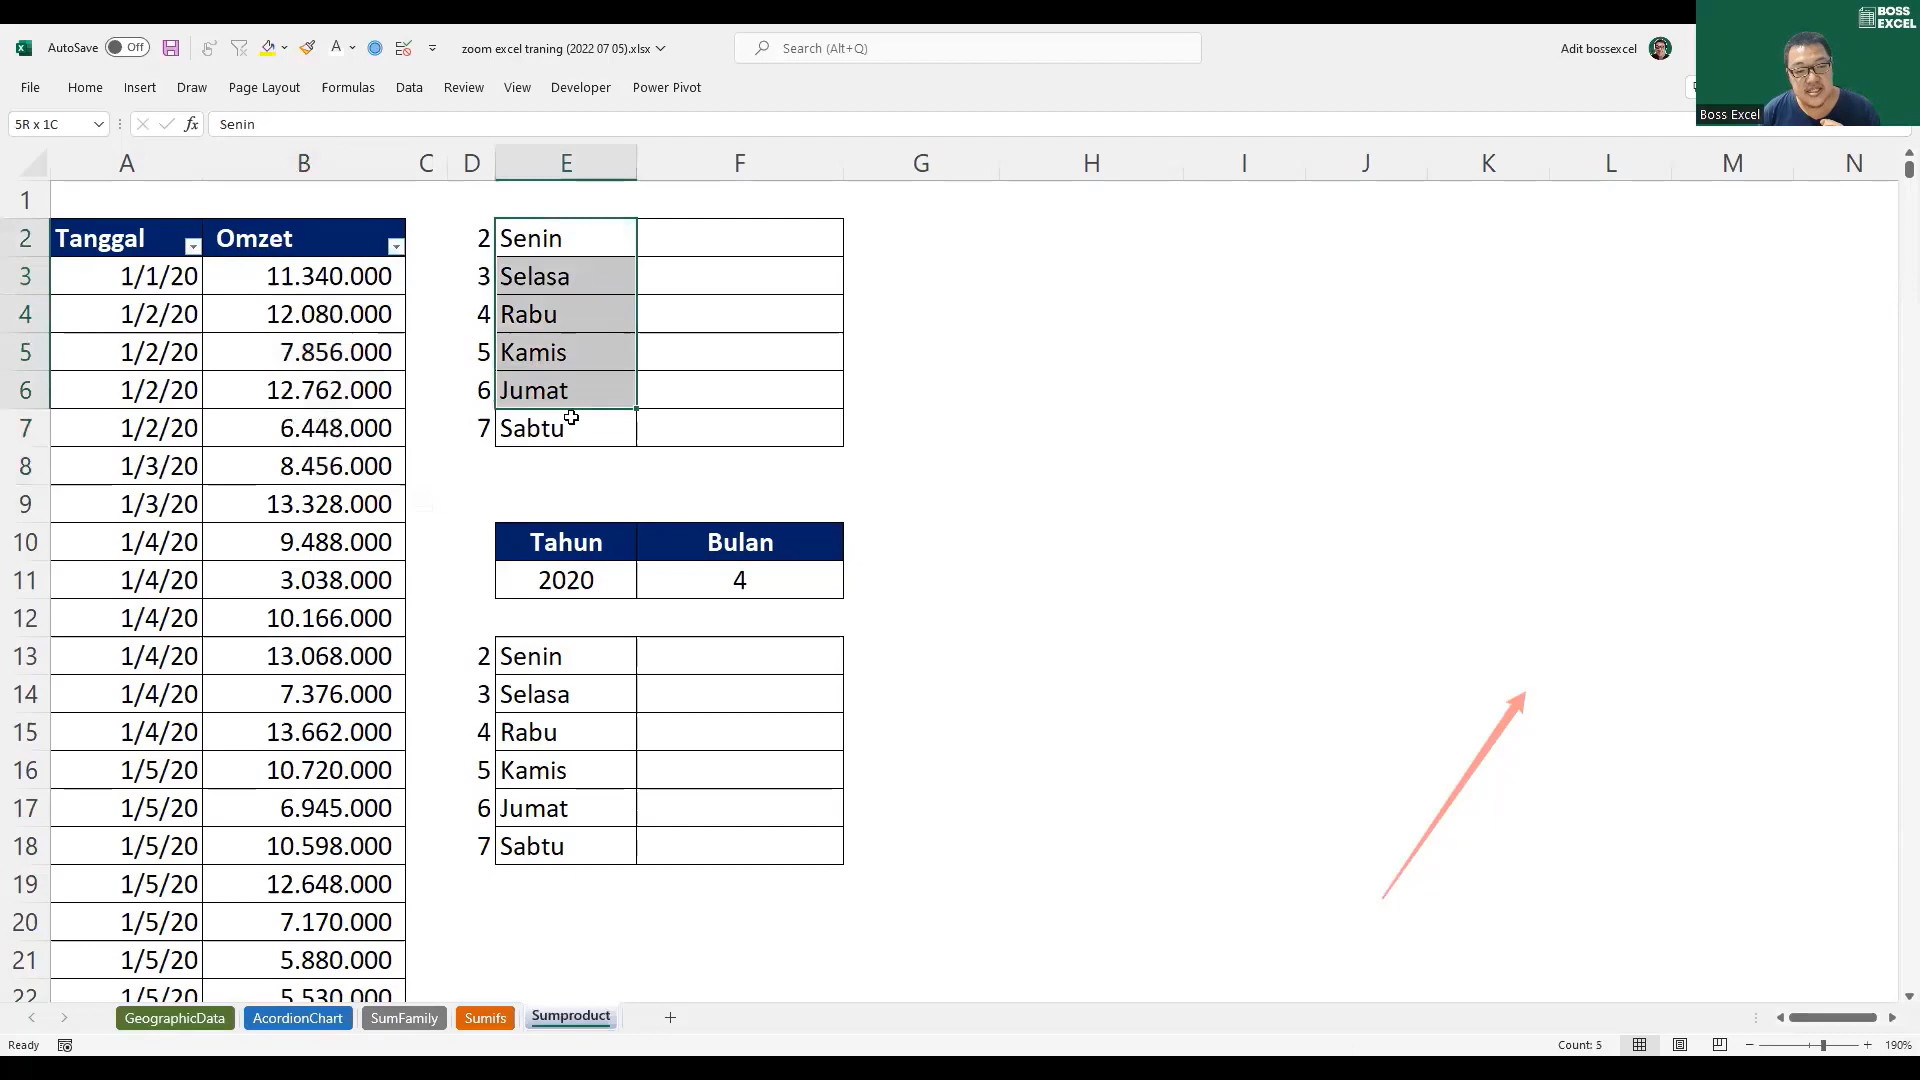 BOSS
EXCEL
AutoSave Off zoom excel traning (2022 07 05).xlsx Search (Alt+Q) Adit bossexcel
File Home Insert Draw Page Layout Formulas Data Review View Developer Power Pivot
Boss Excel
5R x 1C fx Senin
A B C D E F G H I J K L M N
1
2 Tanggal Omzet 2 Senin
3 1/1/20 11.340.000 3 Selasa
4 1/2/20 12.080.000 4 Rabu
5 1/2/20 7.856.000 5 Kamis
6 1/2/20 12.762.000 6 Jumat
7 1/2/20 6.448.000 7 Sabtu
8 1/3/20 8.456.000
9 1/3/20 13.328.000
10 1/4/20 9.488.000 Tahun Bulan
11 1/4/20 3.038.000 2020 4
12 1/4/20 10.166.000
13 1/4/20 13.068.000 2 Senin
14 1/4/20 7.376.000 3 Selasa
15 1/4/20 13.662.000 4 Rabu
16 1/5/20 10.720.000 5 Kamis
17 1/5/20 6.945.000 6 Jumat
18 1/5/20 10.598.000 7 Sabtu
19 1/5/20 12.648.000
20 1/5/20 7.170.000
21 1/5/20 5.880.000
22 1/5/20 5.530.000
GeographicData AcordionChart SumFamily Sumifs Sumproduct
Ready Count: 5 190%